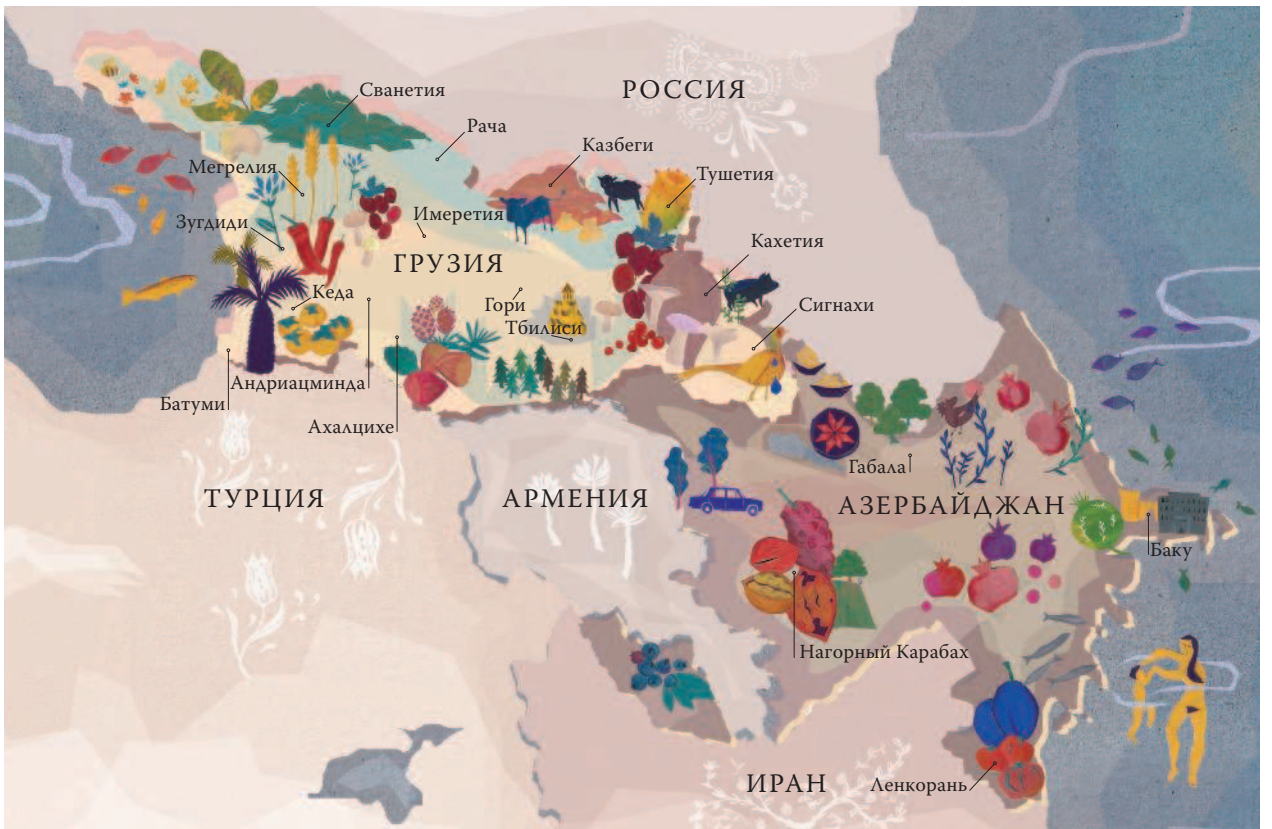 РОССИЯ
Сванетия
Рача
Казбеги
Мегрелия
Тушетия
Зугдиди
Имеретия
Кахетия
ГРУЗИЯ
Кеда
Гори
Сигнахи
Тбилиси
Андриацминда
Батуми
Ахалцихе
Габала
ТУРЦИЯ
АРМЕНИЯ
АЗЕРБАЙДЖАН
Баку
Нагорный Карабах
ИРАН
Ленкорань